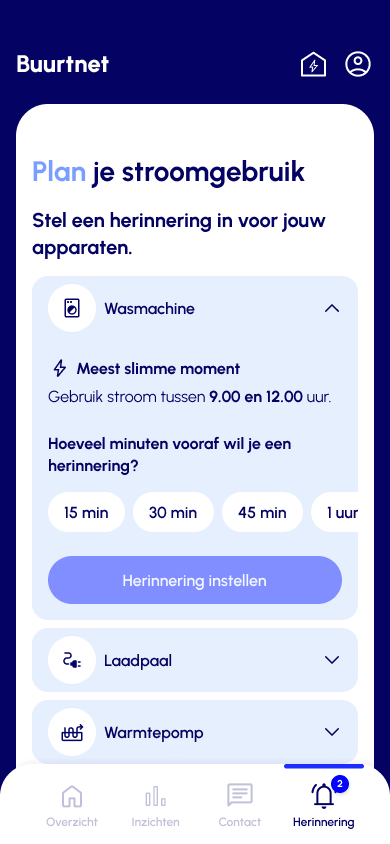 Buurtnet
Plan je stroomgebruik
Stel een herinnering in voor jouw
apparaten.
Wasmachine
Meest slimme moment
Gebruik stroom tussen 9.00 en 12.00 uur.
Hoeveel minuten vooraf wil je een
herinnering?
15 min 30 min 45 min 1 uur
Herinnering instellen
Laadpaal
Warmtepomp
2
Overzicht Inzichten Contact Herinnering